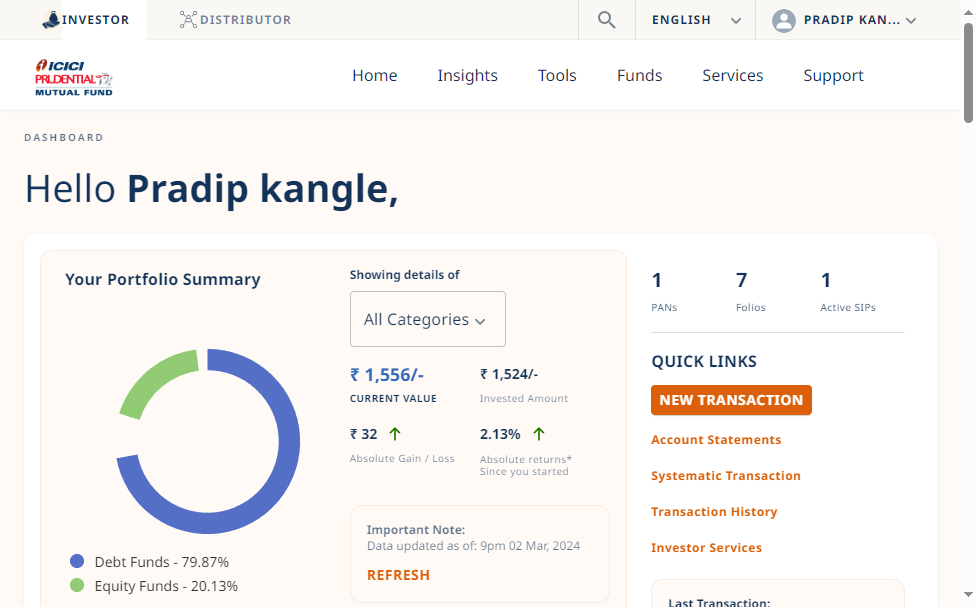 INVESTOR
DISTRIBUTOR
ENGLISH
PRADIP KAN...
ICICI
PRUDENTIAL
MUTUAL FUND
Home
Insights
Tools
Funds
Services
Support
DASHBOARD
Hello Pradip kangle,
Your Portfolio Summary
Debt Funds - 79.87%
Equity Funds - 20.13%
Showing details of
All Categories
₹ 1,556/-
CURRENT VALUE
₹ 1,524/-
Invested Amount
₹ 32
Absolute Gain / Loss
2.13%
Absolute returns*
Since you started
Important Note:
Data updated as of: 9pm 02 Mar, 2024
REFRESH
1
PANs
7
Folios
1
Active SIPs
QUICK LINKS
NEW TRANSACTION
Account Statements
Systematic Transaction
Transaction History
Investor Services
Last Transaction: